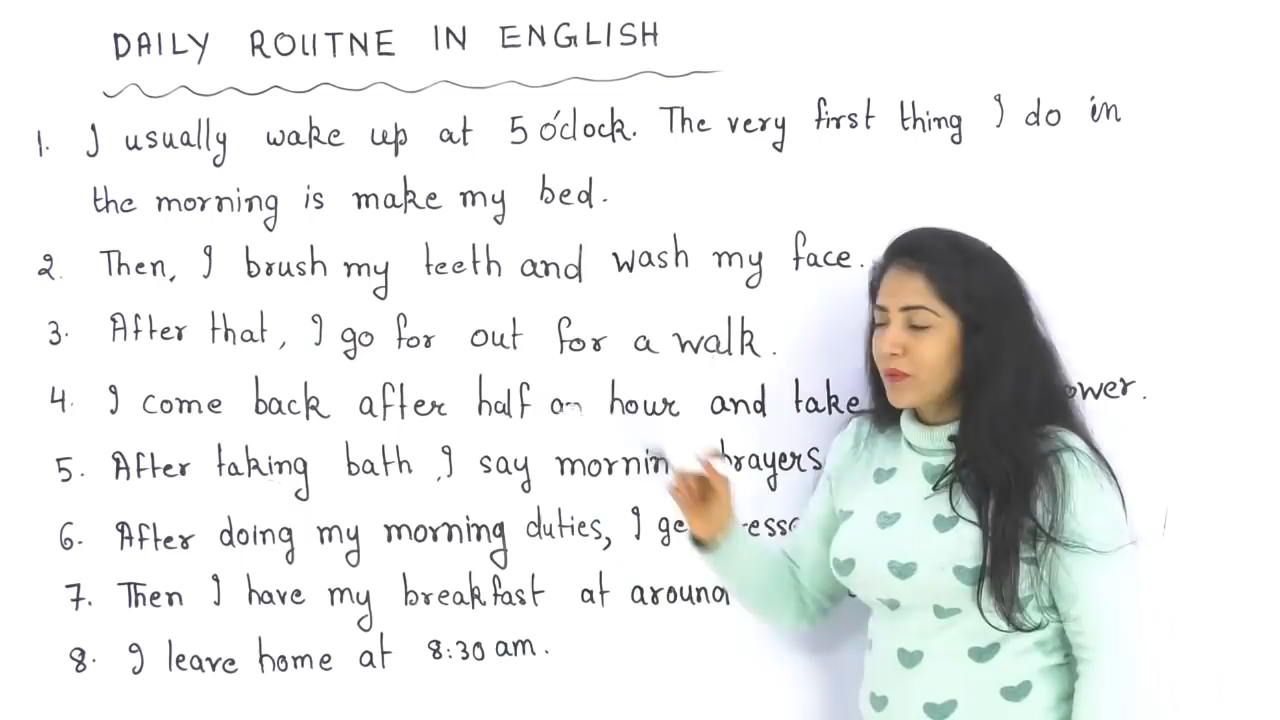 DAILY ROUTNE IN ENGLISH
1. I usually wake up at 5 o'clock. The very first thing I do in
the morning is make my bed.
2. Then, I brush my teeth and wash my face.
3. After that, I go for out for a walk.
4. I come back after half an hour and take
5. After taking bath, I say prayers
6. After doing my morning duties, I
7. Then I have my breakfast at around
8. I leave home at 8:30 am.